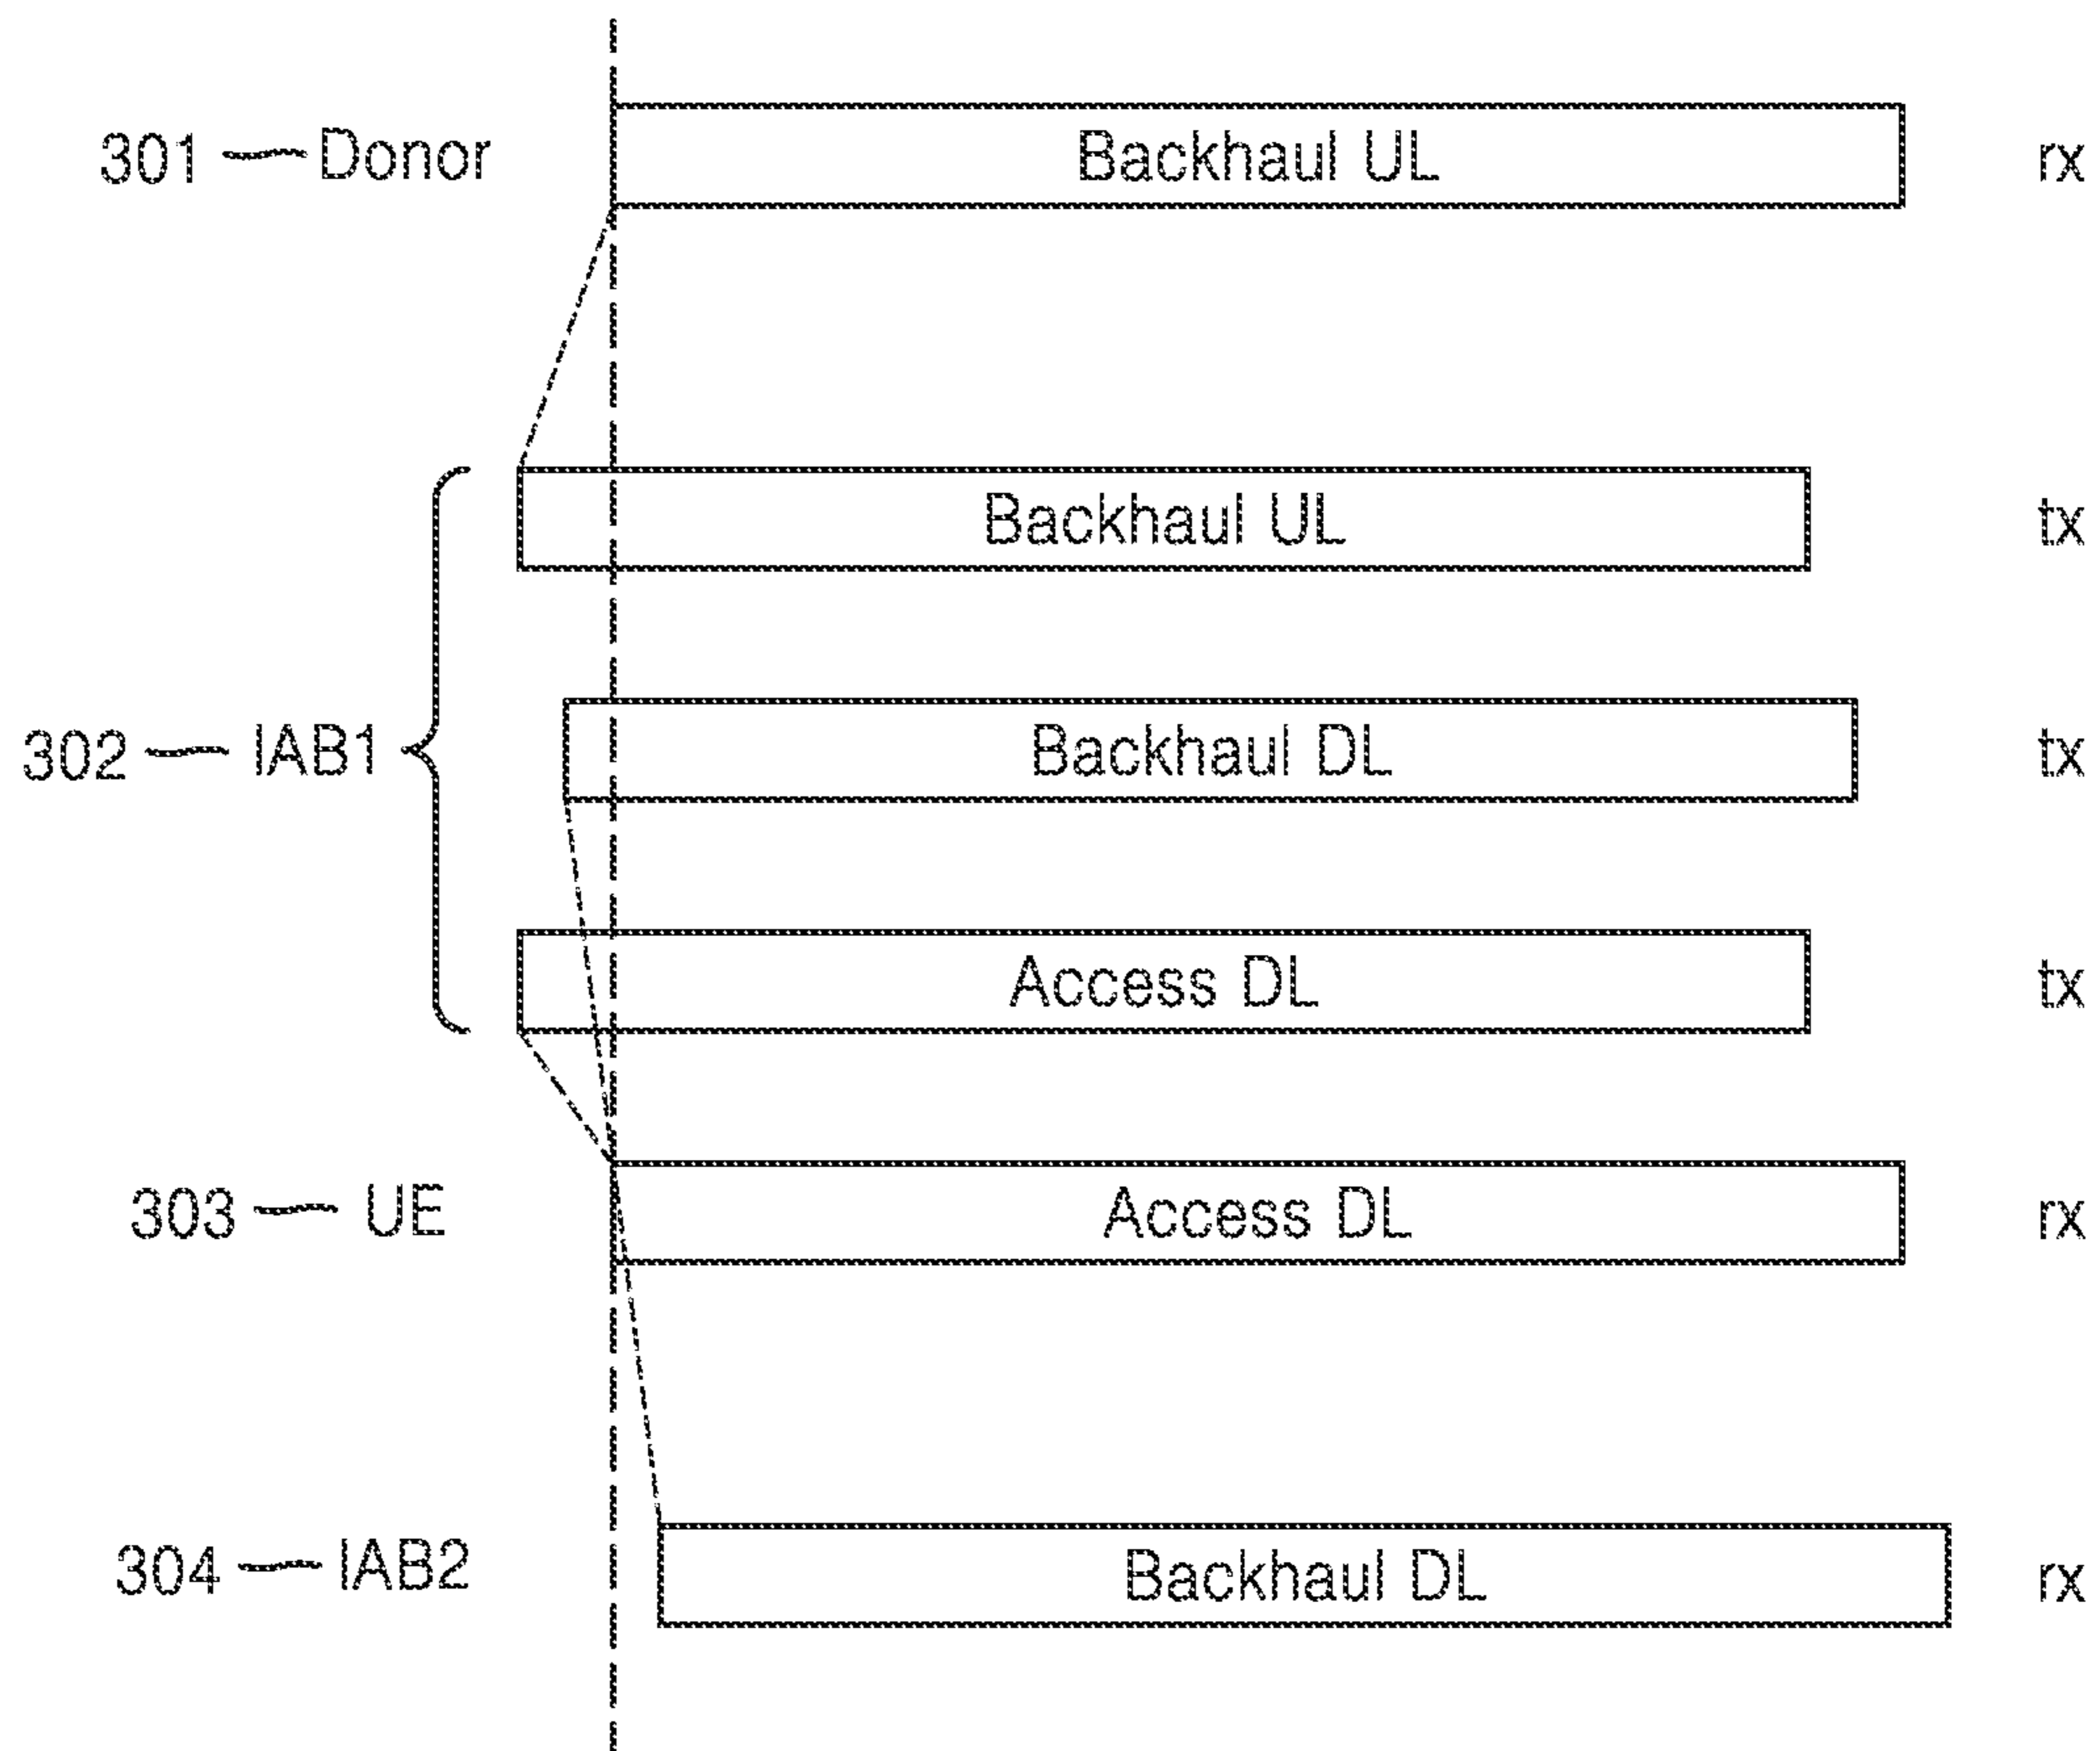 301 Donor Backhaul UL rx
Backhaul UL tx
302 IAB1 Backhaul DL tx
Access DL tx
303 UE Access DL rx
304 IAB2 Backhaul DL rx